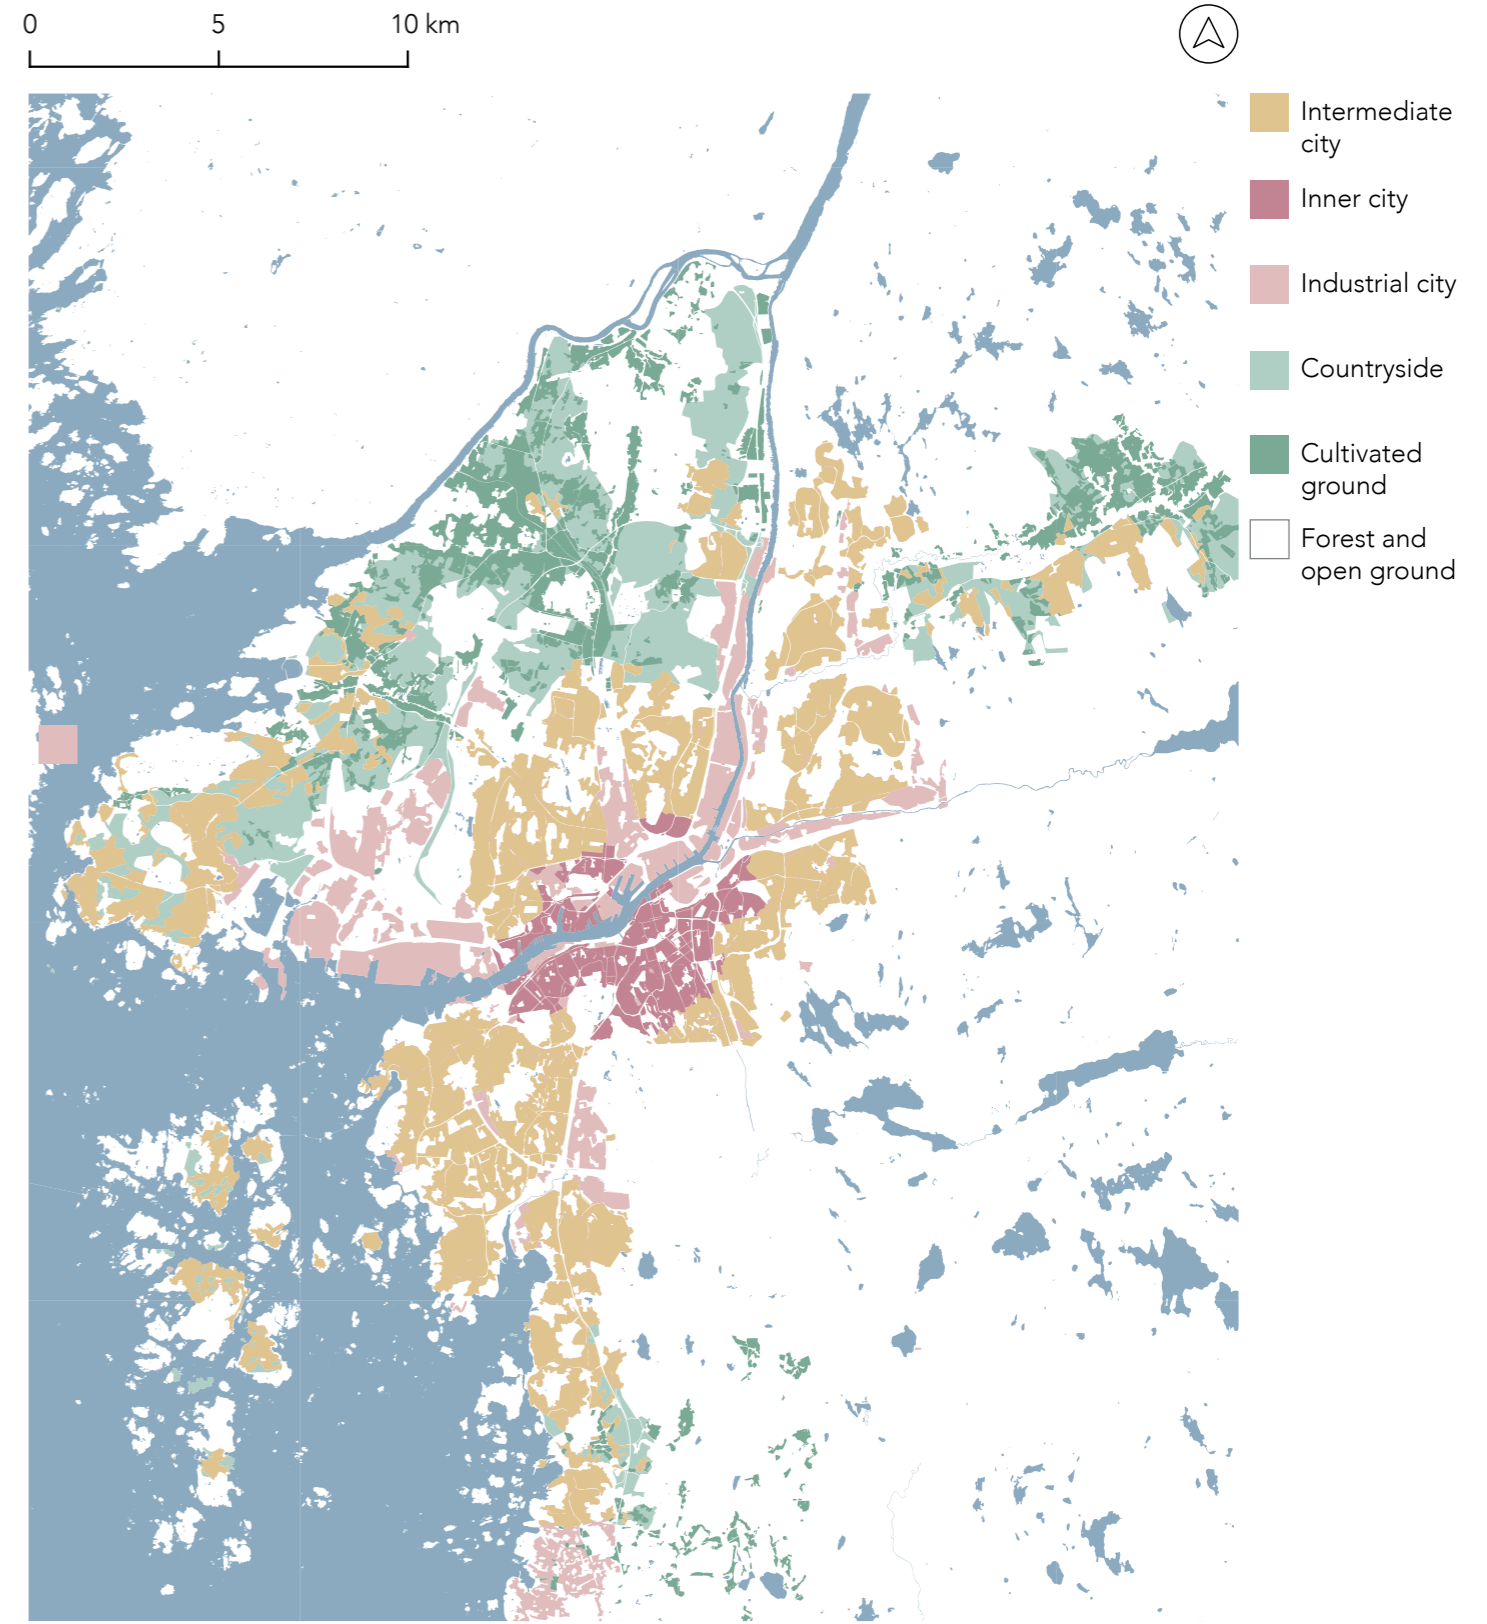 0 5 10 km
Intermediate
city
Inner city
Industrial city
Countryside
Cultivated
ground
Forest and
open ground